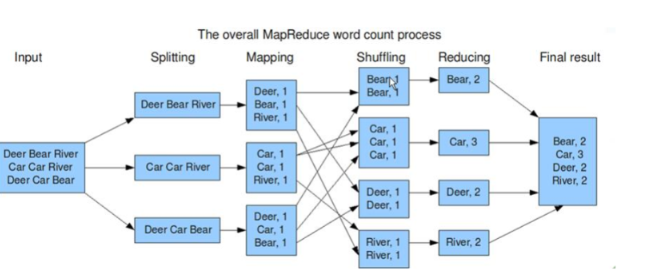 The overall MapReduce word count process
Input
Splitting
Mapping
Shuffling
Reducing
Final result
Deer Bear River
Car Car River
Deer Car Bear
Deer Bear River
Car Car River
Deer Car Bear
Deer, 1
Bear, 1
River, 1
Car, 1
Car, 1
River, 1
Deer, 1
Car, 1
Bear, 1
Bear, 1
Bear, 1
Car, 1
Car, 1
Car, 1
Deer, 1
Deer, 1
River, 1
River, 1
Bear, 2
Car, 3
Deer, 2
River, 2
Bear, 2
Car, 3
Deer, 2
River, 2